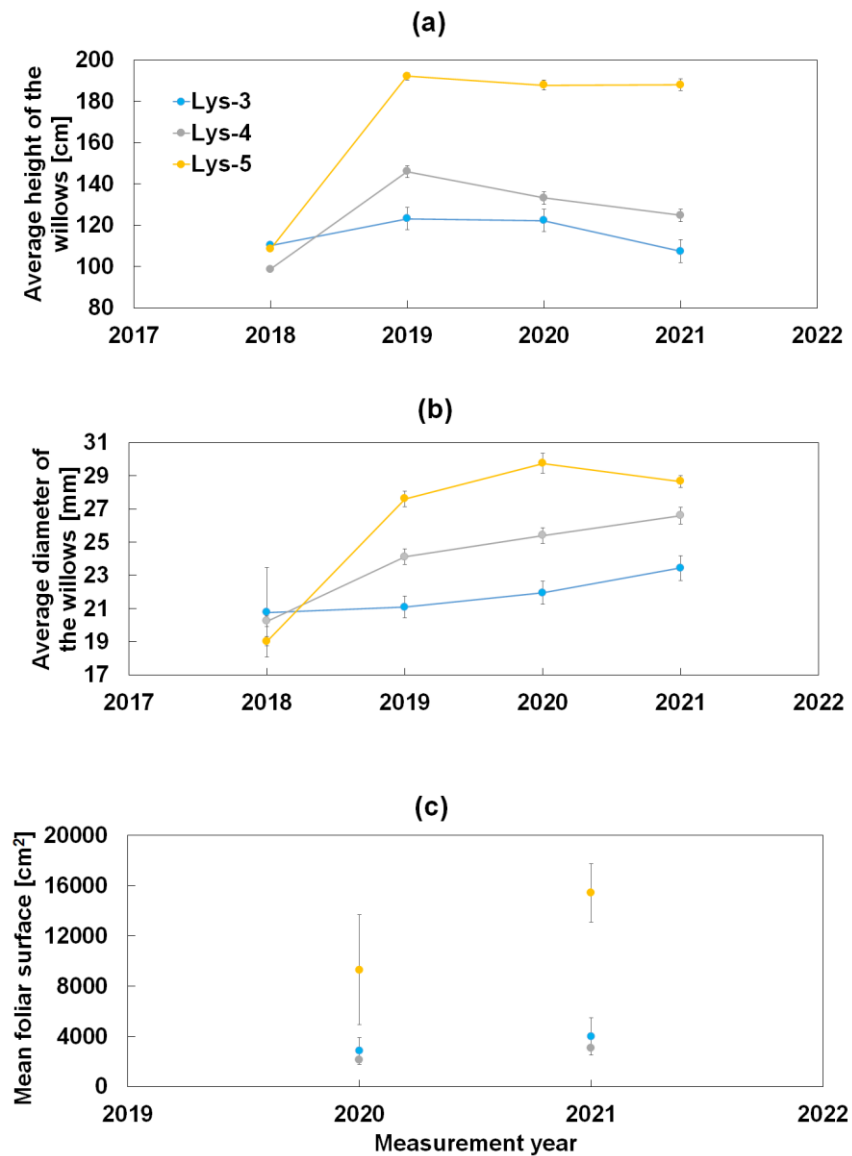 (a)
Average height of the
willows [cm]
200
180
160
140
120
100
80
Lys-3
Lys-4
Lys-5
2017 2018 2019 2020 2021 2022
(b)
Average diameter of
the willows [mm]
31
29
27
25
23
21
19
17
2017 2018 2019 2020 2021 2022
(c)
Mean foliar surface [cm²]
20000
16000
12000
8000
4000
0
2019 2020 2021 2022
Measurement year